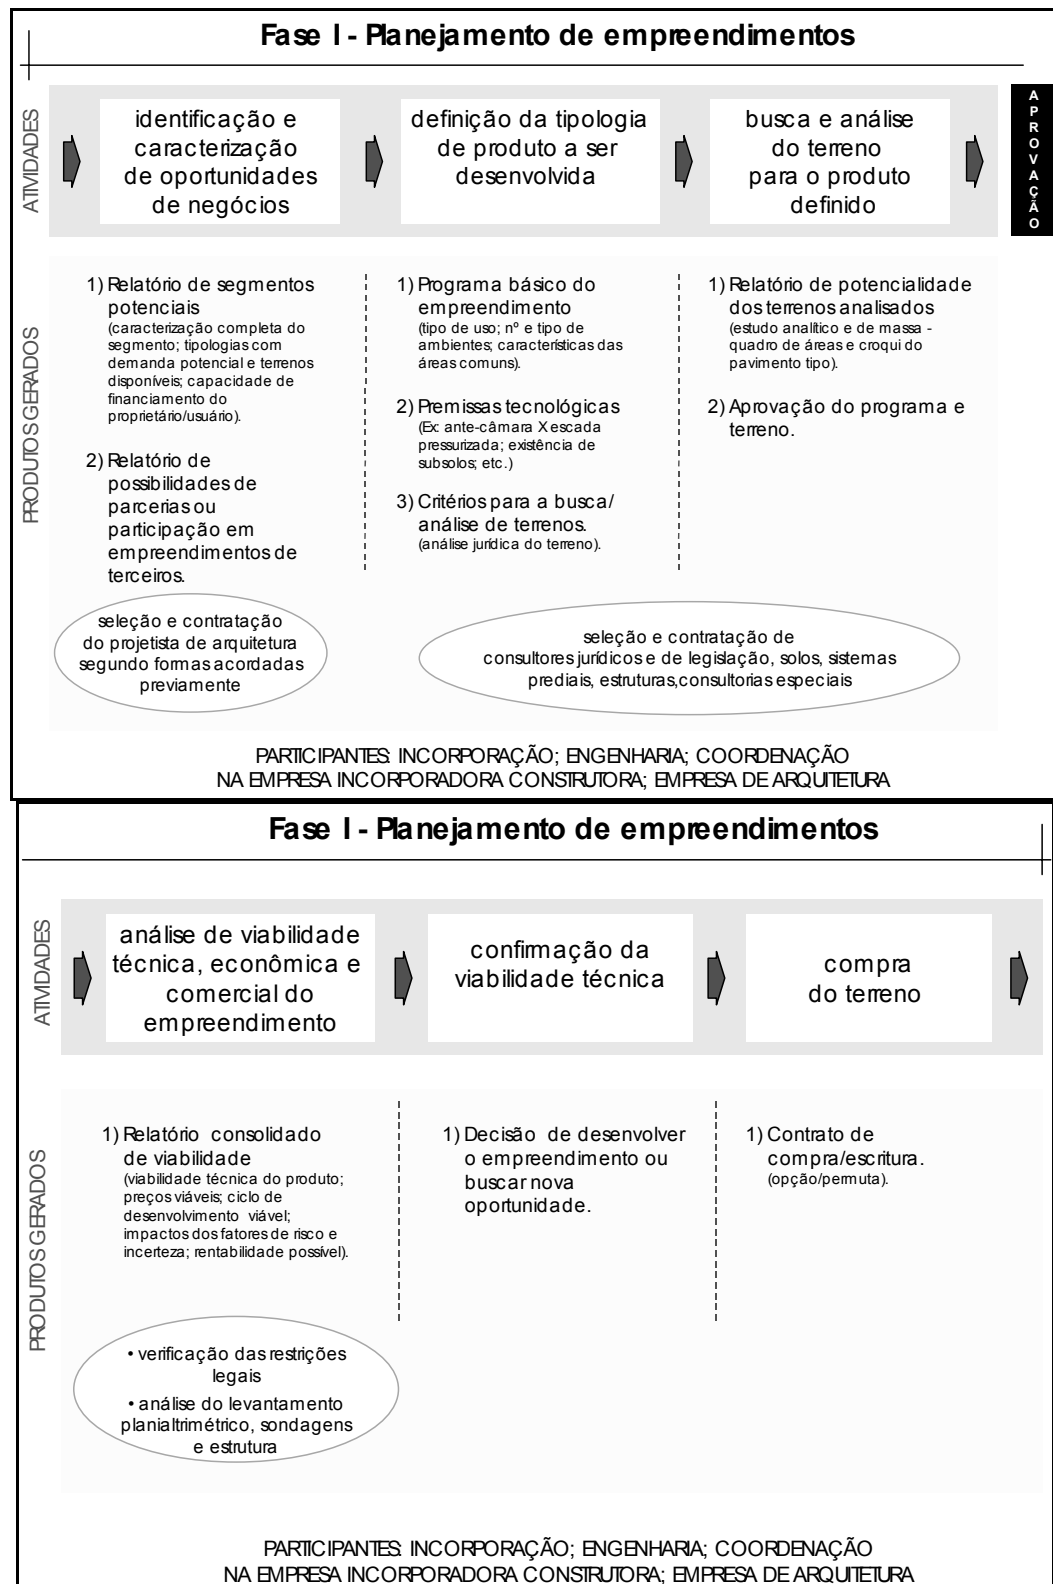 Fase I - Planejamento de empreendimentos
ATIVIDADES
identificação e
caracterização
de oportunidades
de negócios
definição da tipologia
de produto a ser
desenvolvida
busca e análise
do terreno
para o produto
definido
APROVAÇÃO
PRODUTOS GERADOS
1) Relatório de segmentos
potenciais
(caracterização completa do
segmento; tipologias com
demanda potencial e terrenos
disponíveis; capacidade de
financiamento do
proprietário/usuário).
2) Relatório de
possibilidades de
parcerias ou
participação em
empreendimentos de
terceiros.
1) Programa básico do
empreendimento
(tipo de uso; nº e tipo de
ambientes; características das
áreas comuns).
2) Premissas tecnológicas
(Ex: ante-câmara X escada
pressurizada; existência de
subsolos; etc.)
3) Critérios para a busca/
análise de terrenos.
(análise jurídica do terreno).
1) Relatório de potencialidade
dos terrenos analisados
(estudo analítico e de massa -
quadro de áreas e croqui do
pavimento tipo).
2) Aprovação do programa e
terreno.
seleção e contratação
do projetista de arquitetura
segundo formas acordadas
previamente
seleção e contratação de
consultores jurídicos e de legislação, solos, sistemas
prediais, estruturas,consultorias especiais
PARTICIPANTES: INCORPORAÇÃO; ENGENHARIA; COORDENAÇÃO
NA EMPRESA INCORPORADORA CONSTRUTORA; EMPRESA DE ARQUITETURA
Fase I - Planejamento de empreendimentos
ATIVIDADES
análise de viabilidade
técnica, econômica e
comercial do
empreendimento
confirmação da
viabilidade técnica
compra
do terreno
PRODUTOS GERADOS
1) Relatório consolidado
de viabilidade
(viabilidade técnica do produto;
preços viáveis; ciclo de
desenvolvimento viável;
impactos dos fatores de risco e
incerteza; rentabilidade possível).
1) Decisão de desenvolver
o empreendimento ou
buscar nova
oportunidade.
1) Contrato de
compra/escritura.
(opção/permuta).
• verificação das restrições
legais
• análise do levantamento
planialtrimétrico, sondagens
e estrutura
PARTICIPANTES: INCORPORAÇÃO; ENGENHARIA; COORDENAÇÃO
NA EMPRESA INCORPORADORA CONSTRUTORA; EMPRESA DE ARQUITETURA